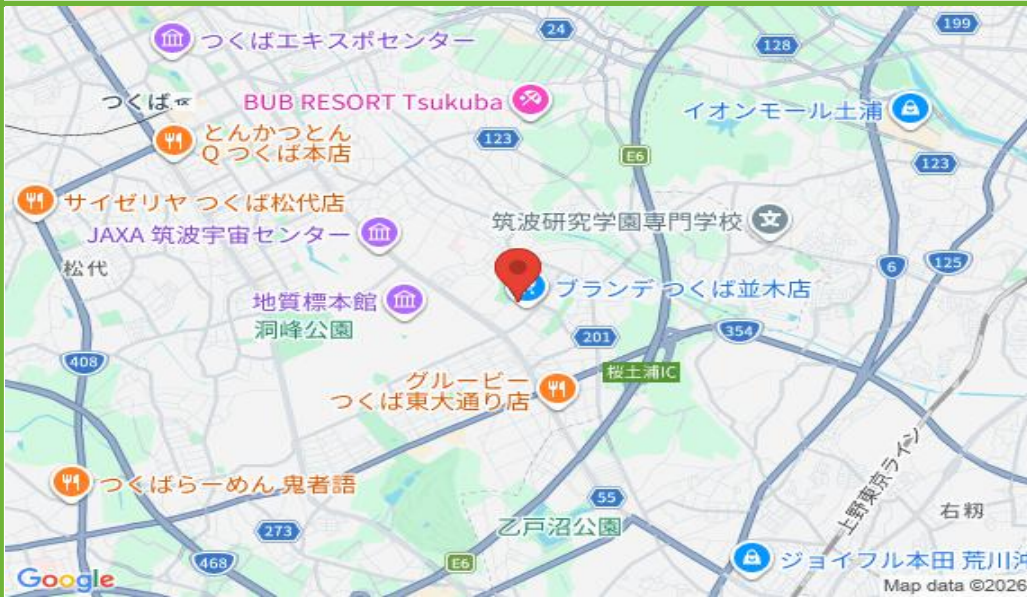 199
24
つくばエキスポセンター
128
つくば
BUB RESORT Tsukuba
イオンモール土浦
とんかつとん
Q つくば本店
123
E6
123
サイゼリヤ つくば松代店
筑波研究学園専門学校
JAXA 筑波宇宙センター
松代
6
125
地質標本館
ブランデ つくば並木店
洞峰公園
201
354
408
桜土浦IC
グルービー
つくば東大通り店
つくばらーめん 鬼者語
上野東京ライン
55
右籾
273
乙戸沼公園
468
E6
ジョイフル本田 荒川沖
Google
Map data ©2026